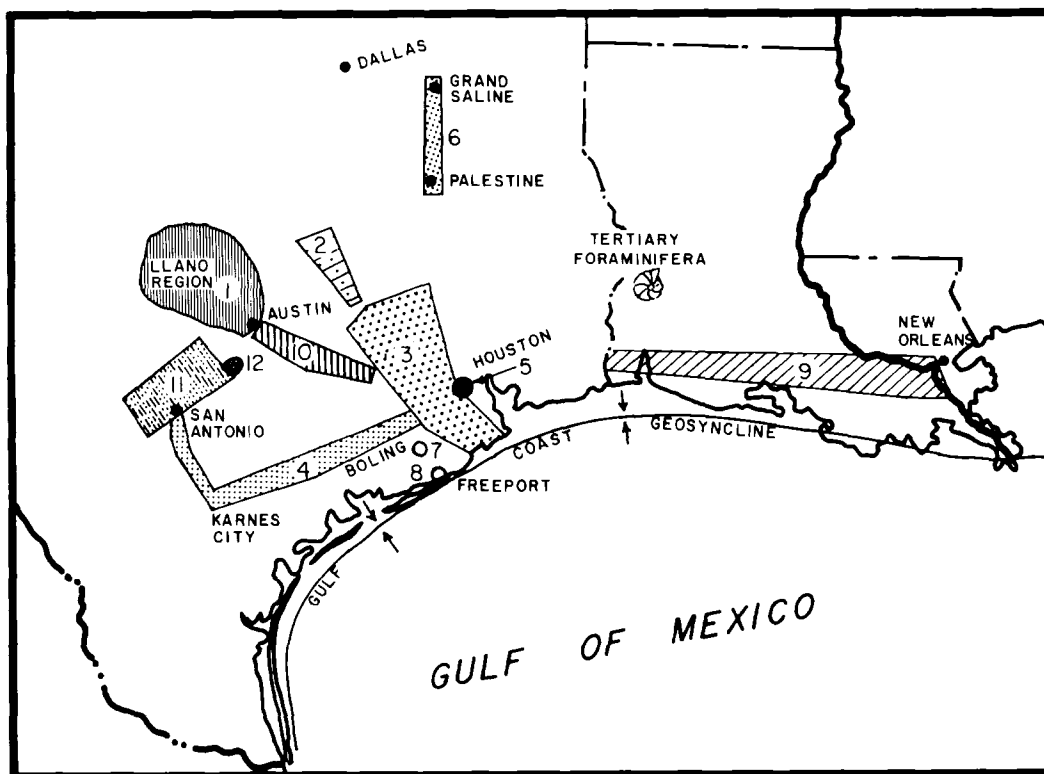 DALLAS
GRAND
SALINE
6
PALESTINE
2
TERTIARY
FORAMINIFERA
LLANO
REGION
1
AUSTIN
NEW
ORLEANS
3
HOUSTON
5
10
12
11
9
SAN
ANTONIO
GEOSYNCLINE
COAST
4
BOLING
7
8
FREEPORT
KARNES
CITY
GULF
GULF OF MEXICO